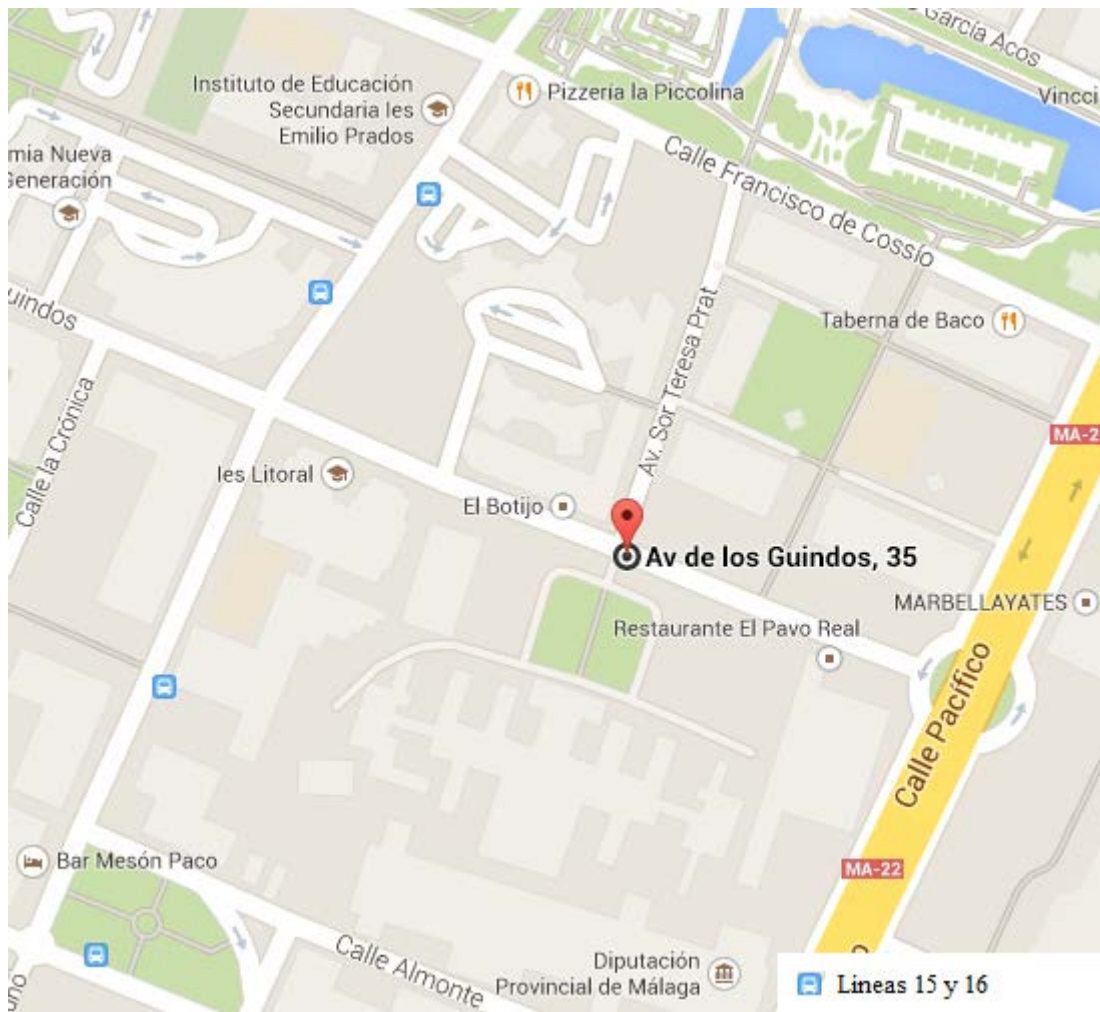 García Acos
Instituto de Educación
Secundaria Ies
Emilio Prados
Pizzería la Piccolina
Vincci
Calle Francisco de Cossío
mia Nueva
Generación
uindos
Taberna de Baco
Av. Sor Teresa Prat
Calle la Crónica
MA-2
Ies Litoral
El Botijo
Av de los Guindos, 35
MARBELLAYATES
Restaurante El Pavo Real
Calle Pacífico
Bar Mesón Paco
MA-22
Calle Almonte
Diputación
Provincial de Málaga
uno
Lineas 15 y 16